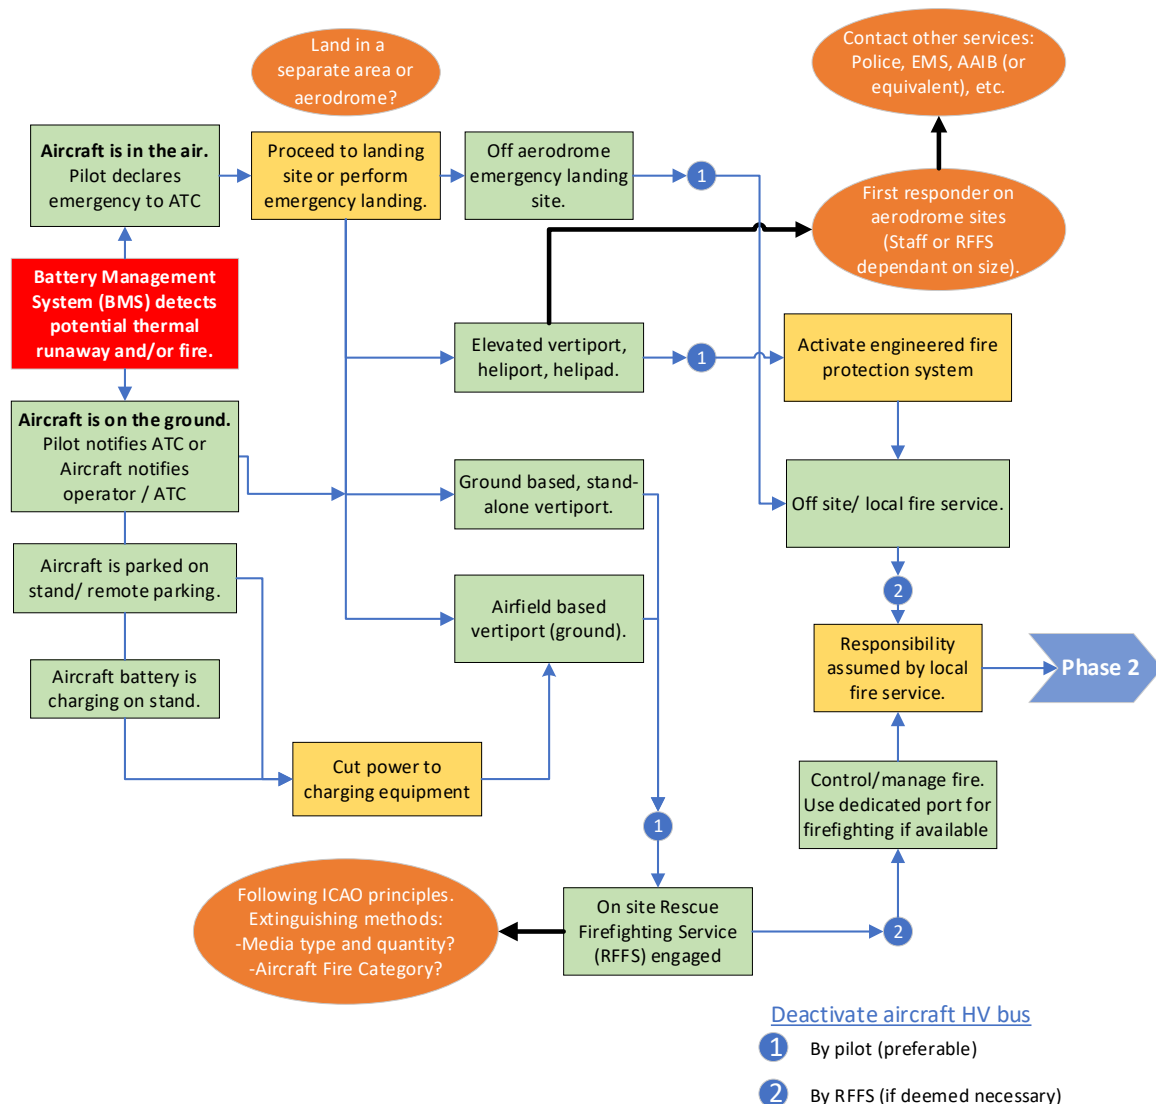 Land in a
separate area or
aerodrome?
Contact other services:
Police, EMS, AAIB (or
equivalent), etc.
Aircraft is in the air.
Pilot declares
emergency to ATC
Proceed to landing
site or perform
emergency landing.
Off aerodrome
emergency landing
site.
1
First responder on
aerodrome sites
(Staff or RFFS
dependant on size).
Battery Management
System (BMS) detects
potential thermal
runaway and/or fire.
Elevated vertiport,
heliport, helipad.
1
Activate engineered fire
protection system
Aircraft is on the ground.
Pilot notifies ATC or
Aircraft notifies
operator / ATC
Ground based, stand-
alone vertiport.
Off site/ local fire service.
Aircraft is parked on
stand/ remote parking.
Airfield based
vertiport (ground).
2
Responsibility
assumed by local
fire service.
Phase 2
Aircraft battery is
charging on stand.
Cut power to
charging equipment
Control/manage fire.
Use dedicated port for
firefighting if available
1
Following ICAO principles.
Extinguishing methods:
-Media type and quantity?
-Aircraft Fire Category?
On site Rescue
Firefighting Service
(RFFS) engaged
2
Deactivate aircraft HV bus
1 By pilot (preferable)
2 By RFFS (if deemed necessary)